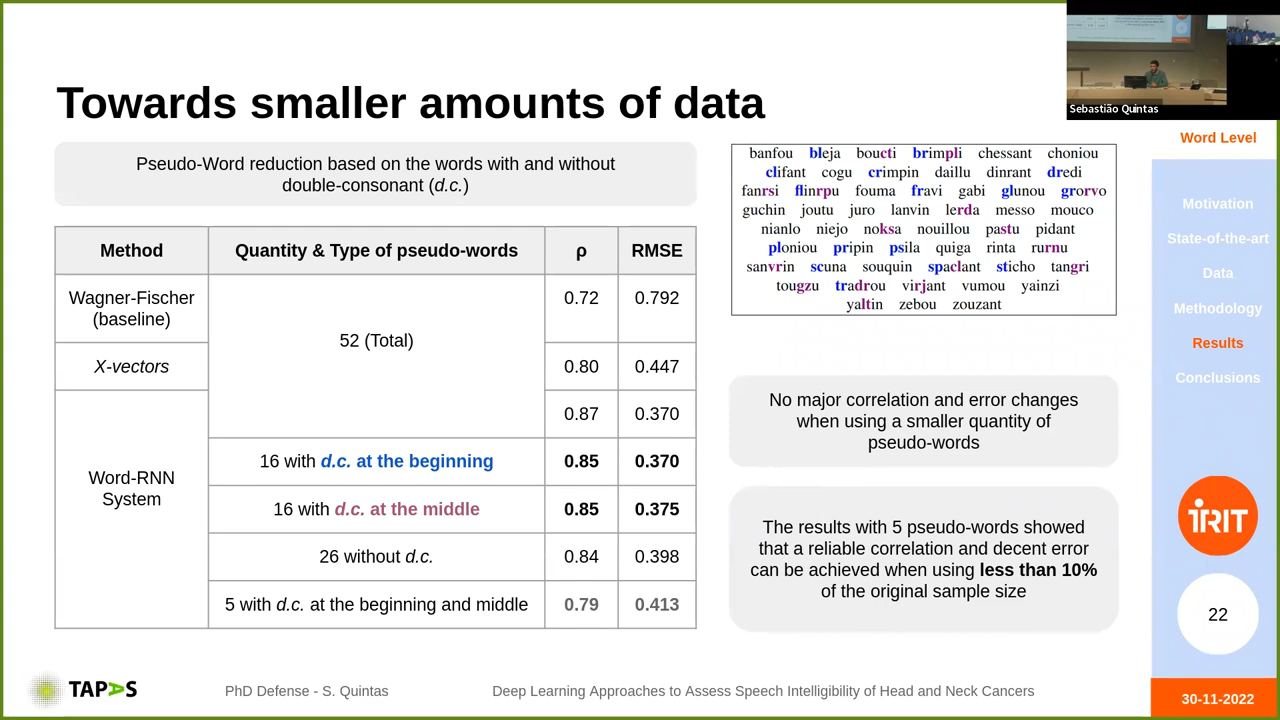 Sebastião Quintas
Towards smaller amounts of data
Word Level
Pseudo-Word reduction based on the words with and without
double-consonant (d.c.)
Method Quantity & Type of pseudo-words ρ RMSE
Wagner-Fischer
(baseline)
52 (Total)
0.72 0.792
X-vectors 0.80 0.447
Word-RNN
System
0.87 0.370
16 with d.c. at the beginning 0.85 0.370
16 with d.c. at the middle 0.85 0.375
26 without d.c. 0.84 0.398
5 with d.c. at the beginning and middle 0.79 0.413
banfou bleja boucti brimpli chessant choniou
clifant cogu crimpin daillu dinrant dredi
fanrsi flinrpu fouma fravi gabi glunou grorvo
guchin joutu juro lanvin lerda messo mouco
nianlo niejo noksa nouillou pastu pidant
ploniou pripin psila quiga rinta rurnu
sanvrin scuna souquin spaclant sticho tangri
tougzu tradrou virjant vumou yainzi
yaltin zebou zouzant
No major correlation and error changes
when using a smaller quantity of
pseudo-words
The results with 5 pseudo-words showed
that a reliable correlation and decent error
can be achieved when using less than 10%
of the original sample size
Motivation
State-of-the-art
Data
Methodology
Results
Conclusions
iRIT
22
TAPAS
PhD Defense - S. Quintas
Deep Learning Approaches to Assess Speech Intelligibility of Head and Neck Cancers
30-11-2022